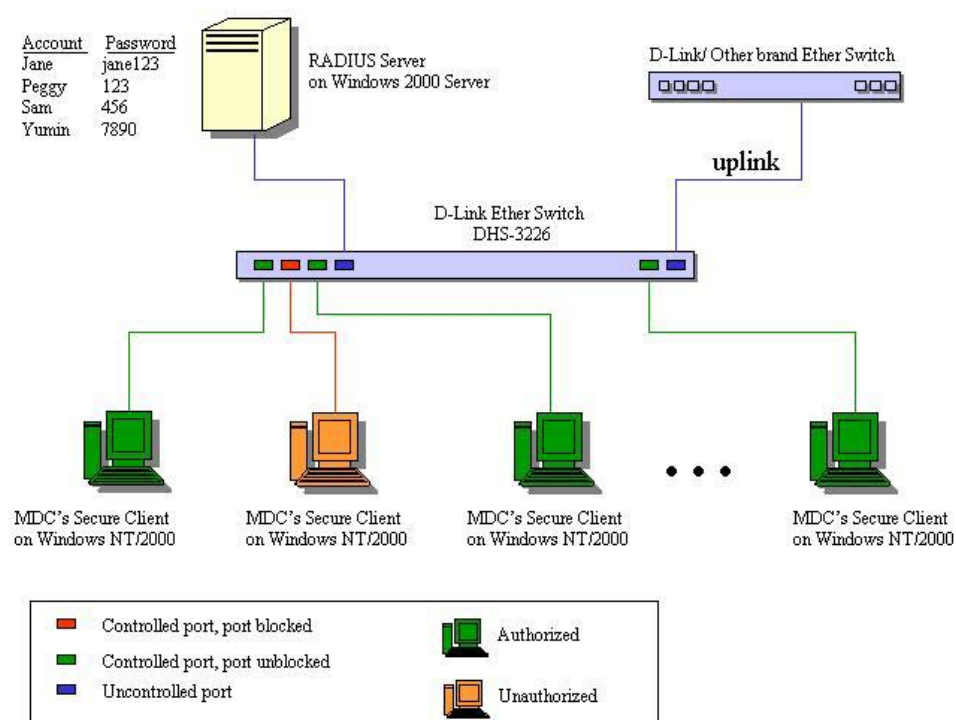 Account Password
Jane jane123
Peggy 123
Sam 456
Yumin 7890
RADIUS Server
on Windows 2000 Server
D-Link/ Other brand Ether Switch
uplink
D-Link Ether Switch
DHS-3226
MDC's Secure Client
on Windows NT/2000
MDC's Secure Client
on Windows NT/2000
MDC's Secure Client
on Windows NT/2000
MDC's Secure Client
on Windows NT/2000
Controlled port, port blocked
Authorized
Controlled port, port unblocked
Uncontrolled port
Unauthorized